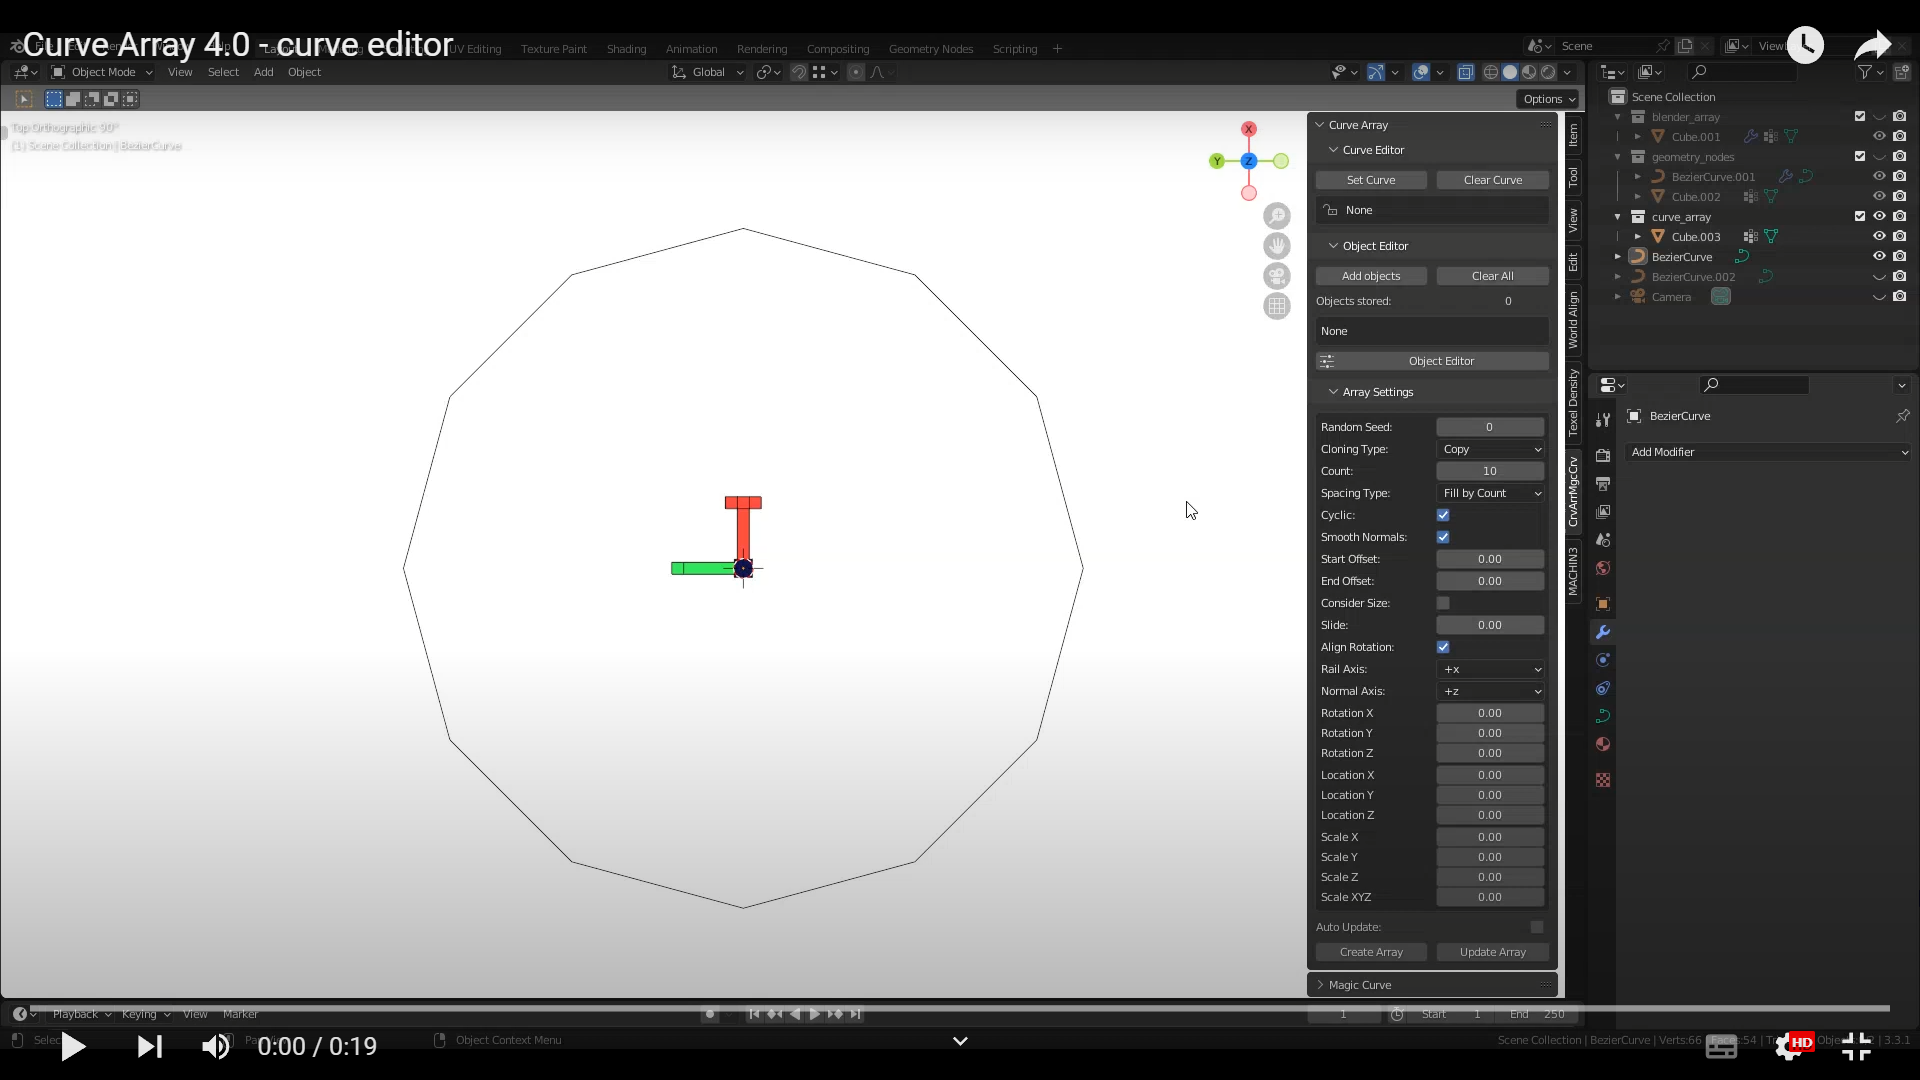 Curve Array 4.0 - curve editor
UV Editing Texture Paint Shading Animation Rendering Compositing Geometry Nodes Scripting +
Scene
Object Mode View Select Add Object
Global
Options
Top Orthographic 90°
(1) Scene Collection | BezierCurve
X
Y
Z
Curve Array
Curve Editor
Set Curve Clear Curve
None
Object Editor
Add objects Clear All
Objects stored: 0
None
Object Editor
Array Settings
Random Seed: 0
Cloning Type: Copy
Count: 10
Spacing Type: Fill by Count
Cyclic:
Smooth Normals:
Start Offset: 0.00
End Offset: 0.00
Consider Size:
Slide: 0.00
Align Rotation:
Rail Axis: +x
Normal Axis: +z
Rotation X 0.00
Rotation Y 0.00
Rotation Z 0.00
Location X 0.00
Location Y 0.00
Location Z 0.00
Scale X 0.00
Scale Y 0.00
Scale Z 0.00
Scale XYZ 0.00
Auto Update:
Create Array Update Array
Magic Curve
Item
Tool
View
Edit
World Align
Texel Density
CrvArrMgcCrv
MACHIN3
Scene Collection
blender_array
Cube.001
geometry_nodes
BezierCurve.001
Cube.002
curve_array
Cube.003
BezierCurve
BezierCurve.002
Camera
BezierCurve
Add Modifier
Playback Keying View Marker
1 Start 1 End 250
0:00 / 0:19
Object Context Menu
Scene Collection | BezierCurve | Verts:66
3.3.1
HD